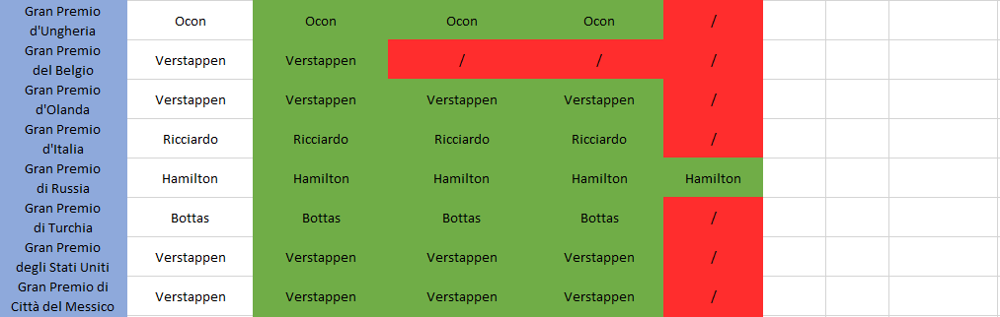 Gran Premio
d'Ungheria
Ocon Ocon Ocon Ocon /
Gran Premio
del Belgio
Verstappen Verstappen / / /
Gran Premio
d'Olanda
Verstappen Verstappen Verstappen Verstappen /
Gran Premio
d'Italia
Ricciardo Ricciardo Ricciardo Ricciardo /
Gran Premio
di Russia
Hamilton Hamilton Hamilton Hamilton Hamilton
Gran Premio
di Turchia
Bottas Bottas Bottas Bottas /
Gran Premio
degli Stati Uniti
Verstappen Verstappen Verstappen Verstappen /
Gran Premio di
Città del Messico
Verstappen Verstappen Verstappen Verstappen /